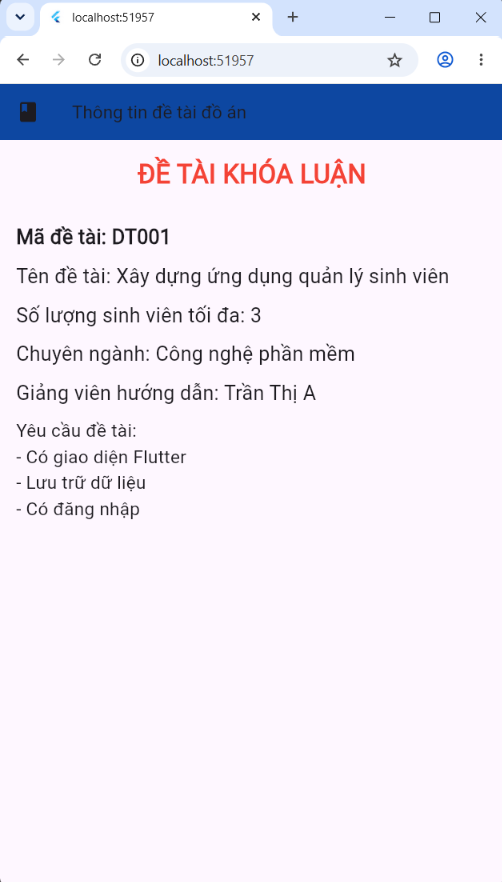 localhost:51957
localhost:51957
Thông tin đề tài đồ án
ĐỀ TÀI KHÓA LUẬN
Mã đề tài: DT001
Tên đề tài: Xây dựng ứng dụng quản lý sinh viên
Số lượng sinh viên tối đa: 3
Chuyên ngành: Công nghệ phần mềm
Giảng viên hướng dẫn: Trần Thị A
Yêu cầu đề tài:
- Có giao diện Flutter
- Lưu trữ dữ liệu
- Có đăng nhập